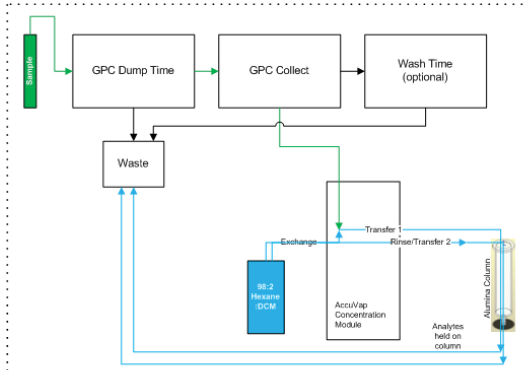 Sample
GPC Dump Time
GPC Collect
Wash Time
(optional)
Waste
Transfer 1
Exchange
Rinse/Transfer 2
98:2
Hexane
:DCM
AccuVap
Concentration
Module
Alumina Column
Analytes
held on
column